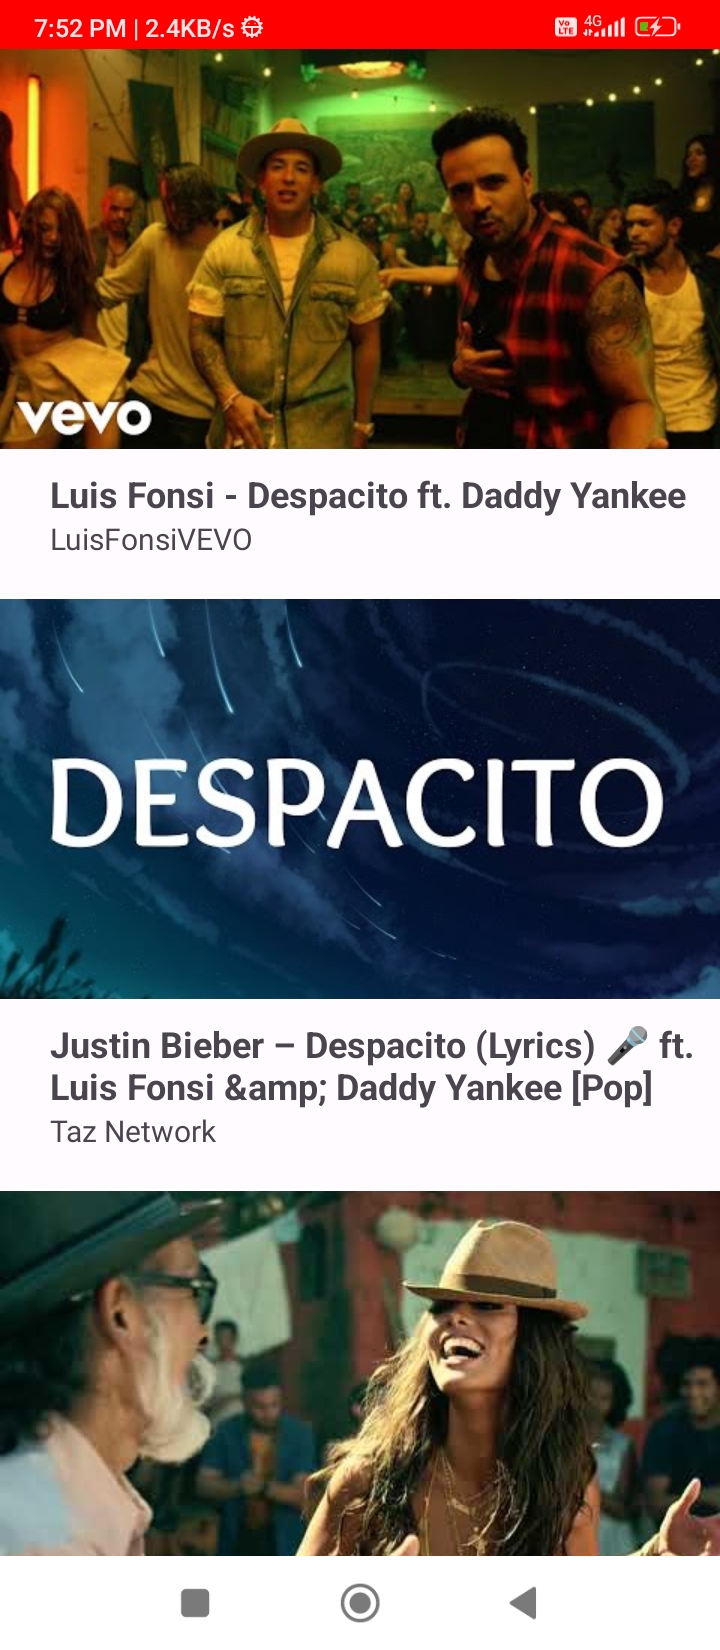 7:52 PM | 2.4KB/s
Vo LTE 4G
vevo
Luis Fonsi - Despacito ft. Daddy Yankee
LuisFonsiVEVO
DESPACITO
Justin Bieber – Despacito (Lyrics) 🎤 ft.
Luis Fonsi &amp; Daddy Yankee [Pop]
Taz Network